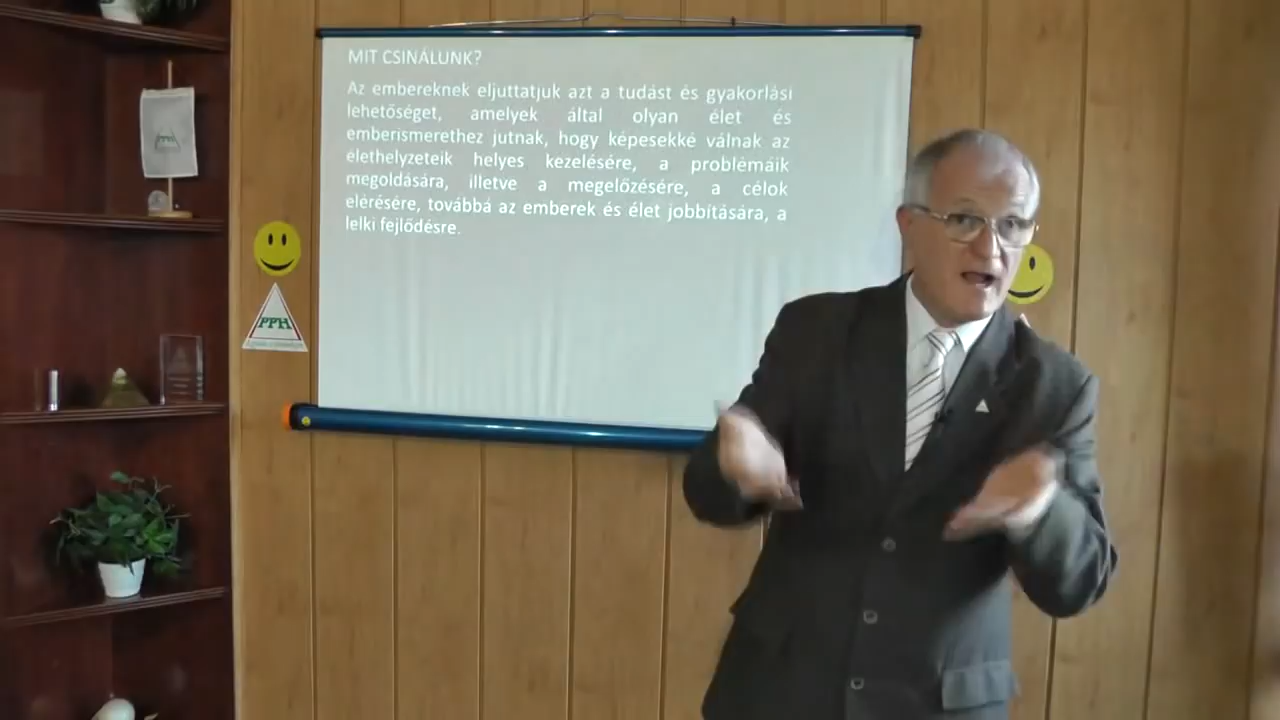 MIT CSINÁLUNK?
Az embereknek eljuttatjuk azt a tudást és gyakorlási
lehetőséget, amelyek által olyan élet és
emberismerethez jutnak, hogy képesekké válnak az
élethelyzeteik helyes kezelésére, a problémáik
megoldására, illetve a megelőzésére, a célok
elérésére, továbbá az emberek és élet jobbítására, a
lelki fejlődésre.
PPH